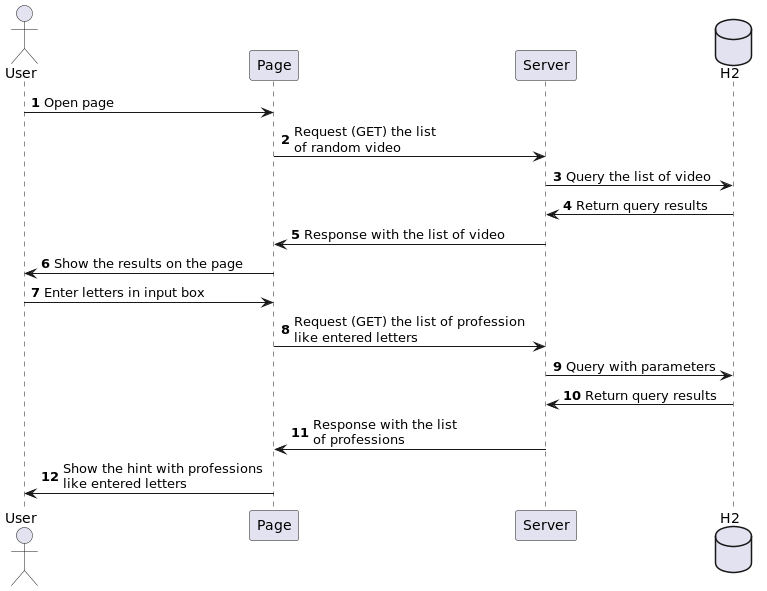 User
Page
Server
H2
1 Open page
2 Request (GET) the list
of random video
3 Query the list of video
4 Return query results
5 Response with the list of video
6 Show the results on the page
7 Enter letters in input box
8 Request (GET) the list of profession
like entered letters
9 Query with parameters
10 Return query results
11 Response with the list
of professions
12 Show the hint with professions
like entered letters
User
Page
Server
H2